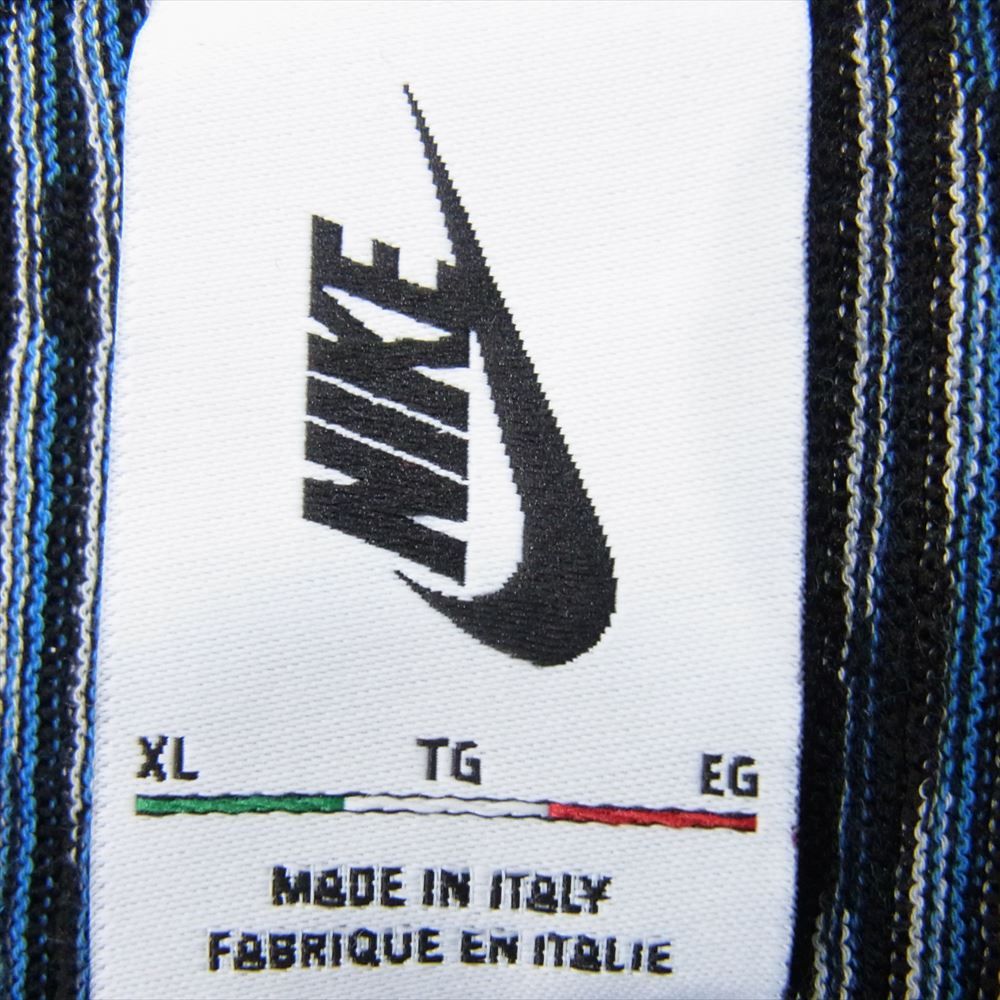 NIKE
XL TG EG
MADE IN ITALY
FABRIQUE EN ITALIE